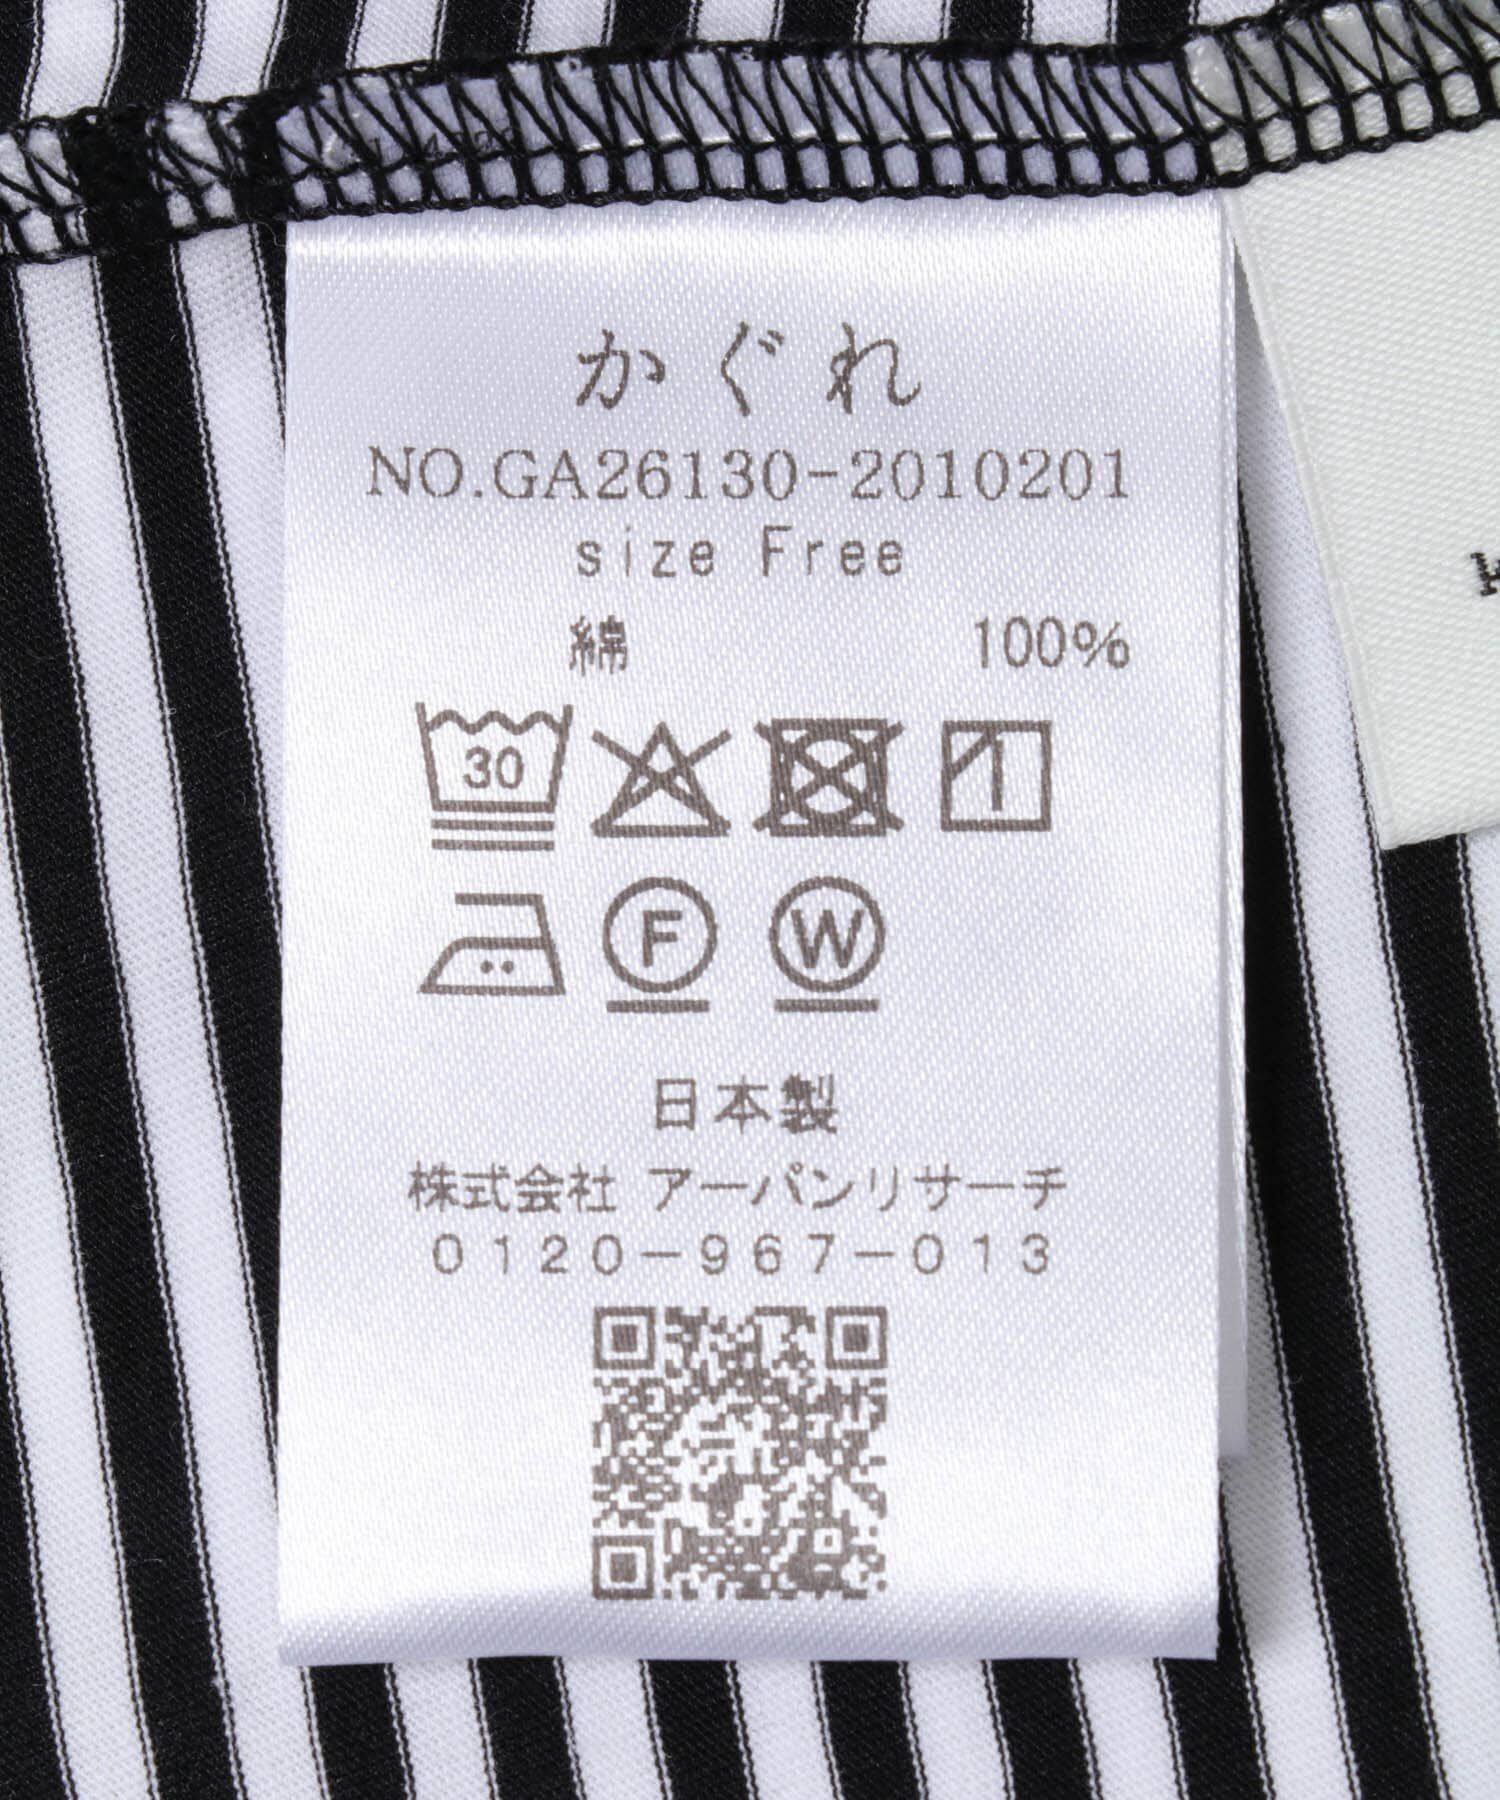 かぐれ
NO.GA26130-2010201
size Free
綿 100%
30
F W
日本製
株式会社 アーバンリサーチ
0120-967-013